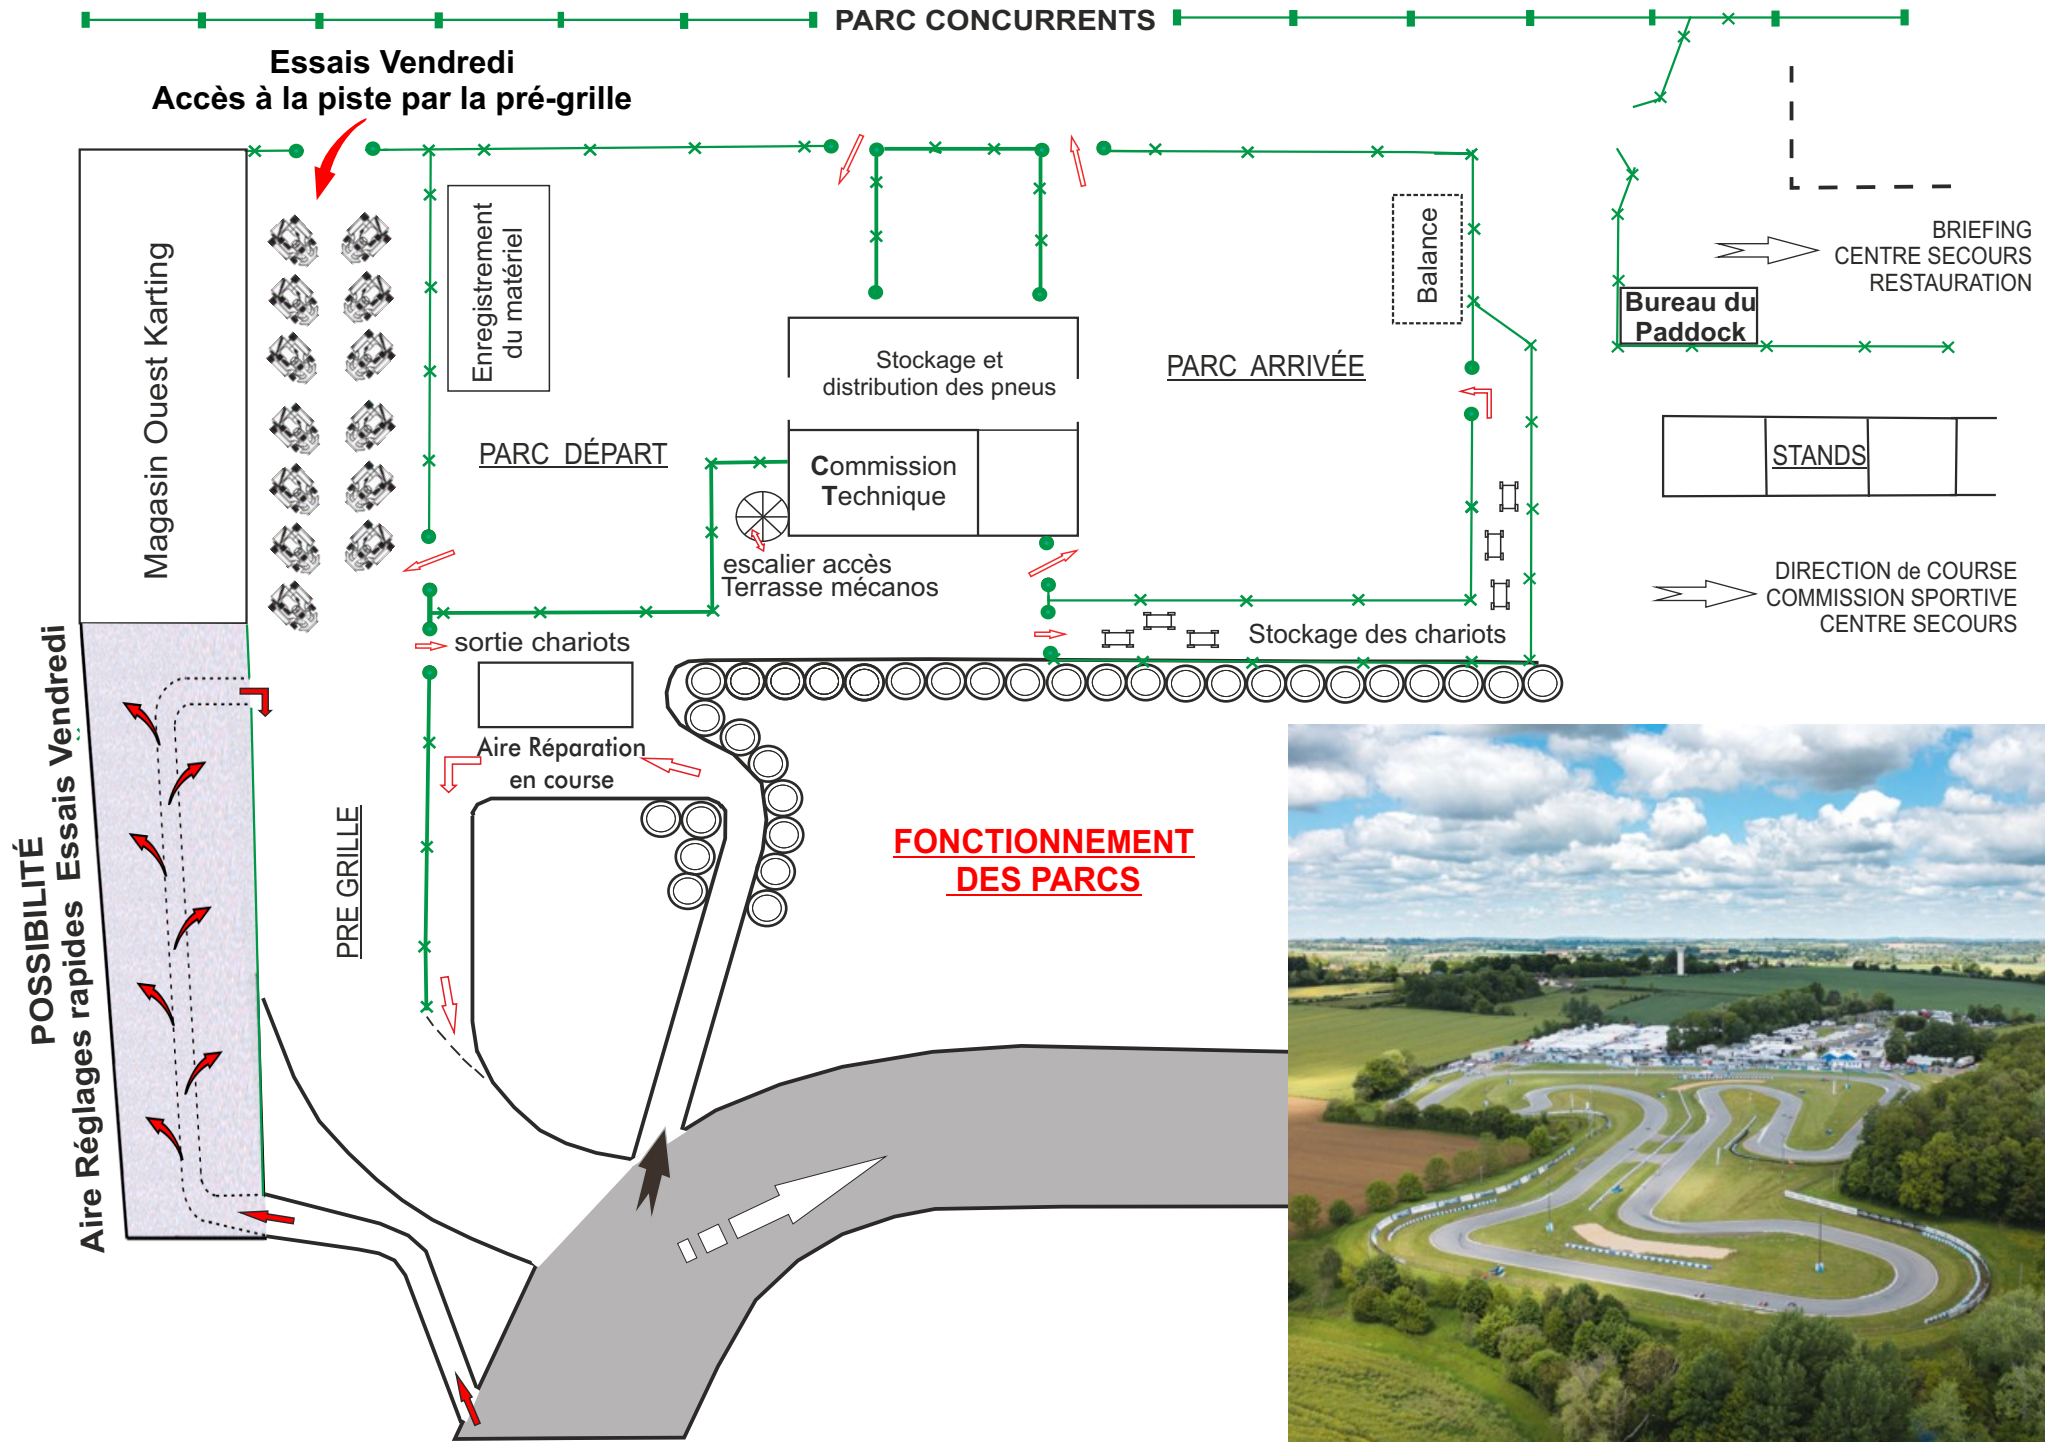 PARC CONCURRENTS
Essais Vendredi
Accès à la piste par la pré-grille
Magasin Ouest Karting
Enregistrement
du matériel
Balance
BRIEFING
CENTRE SECOURS
RESTAURATION
Bureau du
Paddock
Stockage et
distribution des pneus
PARC ARRIVÉE
PARC DÉPART
Commission
Technique
STANDS
escalier accès
Terrasse mécanos
DIRECTION de COURSE
COMMISSION SPORTIVE
CENTRE SECOURS
sortie chariots
Stockage des chariots
Aire Réparation
en course
POSSIBILITÉ
Aire Réglages rapides Essais Vendredi
PRE GRILLE
FONCTIONNEMENT
DES PARCS